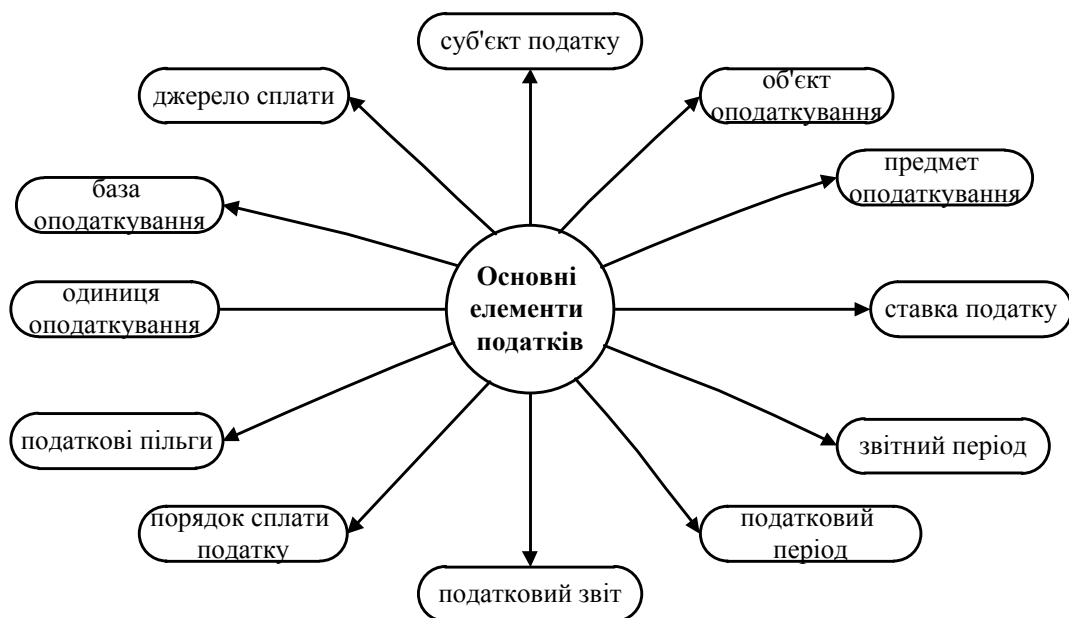 суб'єкт податку
джерело сплати
об'єкт
оподаткування
предмет
оподаткування
база
оподаткування
Основні
елементи
податків
одиниця
оподаткування
ставка податку
податкові пільги
звітний період
порядок сплати
податку
податковий
період
податковий звіт